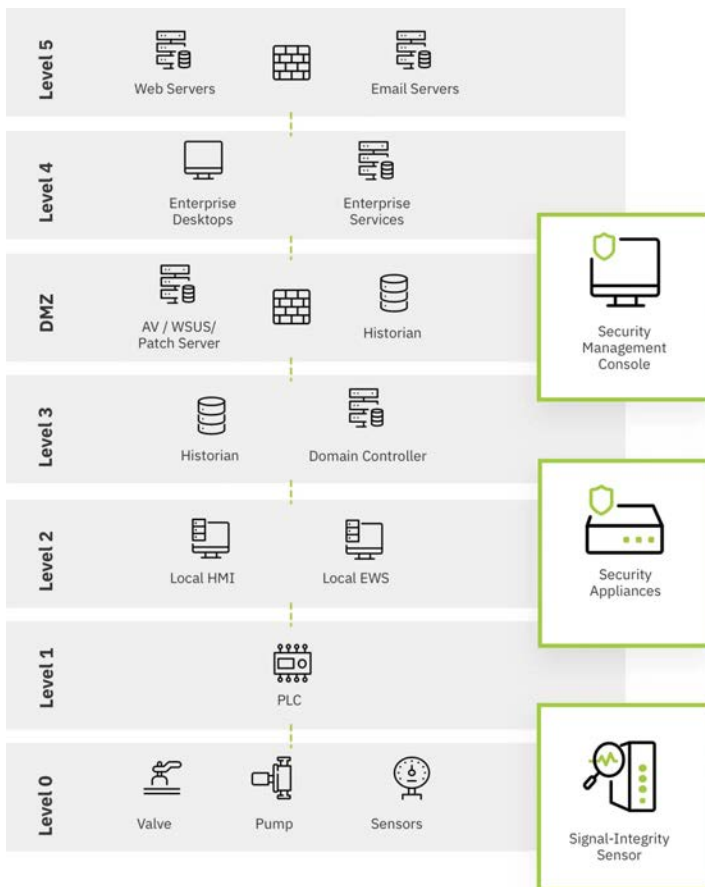 Level 5
Web Servers
Email Servers
Level 4
Enterprise
Desktops
Enterprise
Services
DMZ
AV / WSUS/
Patch Server
Historian
Security
Management
Console
Level 3
Historian
Domain Controller
Level 2
Local HMI
Local EWS
Security
Appliances
Level 1
PLC
Level 0
Valve
Pump
Sensors
Signal-Integrity
Sensor